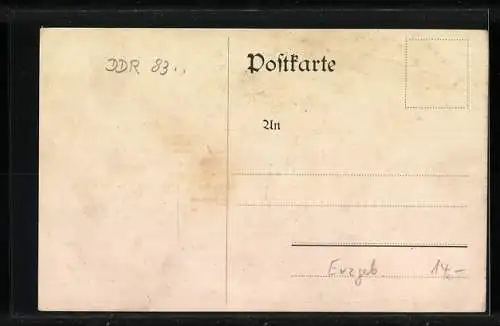 DDR 83.,
Postkarte
An
Erzgeb 14,-